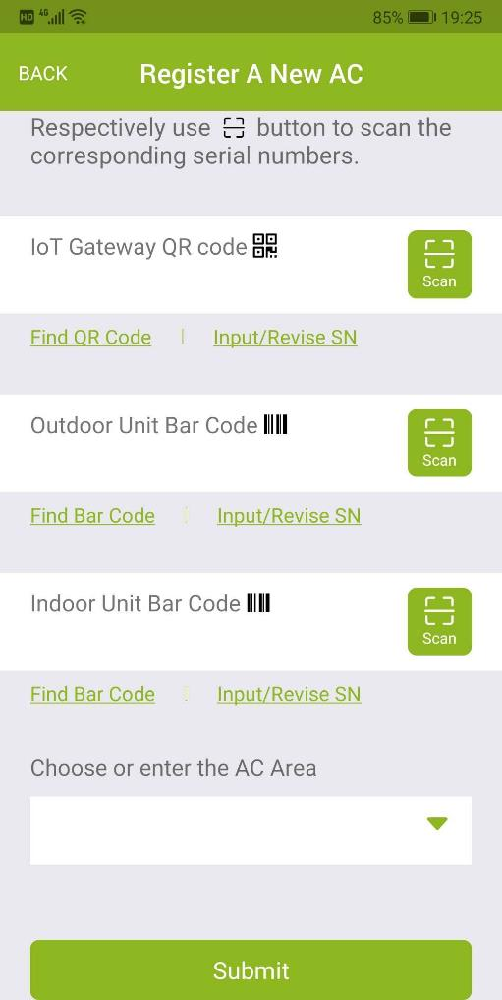 HD 4G 85% 19:25
BACK Register A New AC
Respectively use button to scan the
corresponding serial numbers.
IoT Gateway QR code
Scan
Find QR Code | Input/Revise SN
Outdoor Unit Bar Code
Scan
Find Bar Code Input/Revise SN
Indoor Unit Bar Code
Scan
Find Bar Code Input/Revise SN
Choose or enter the AC Area
Submit